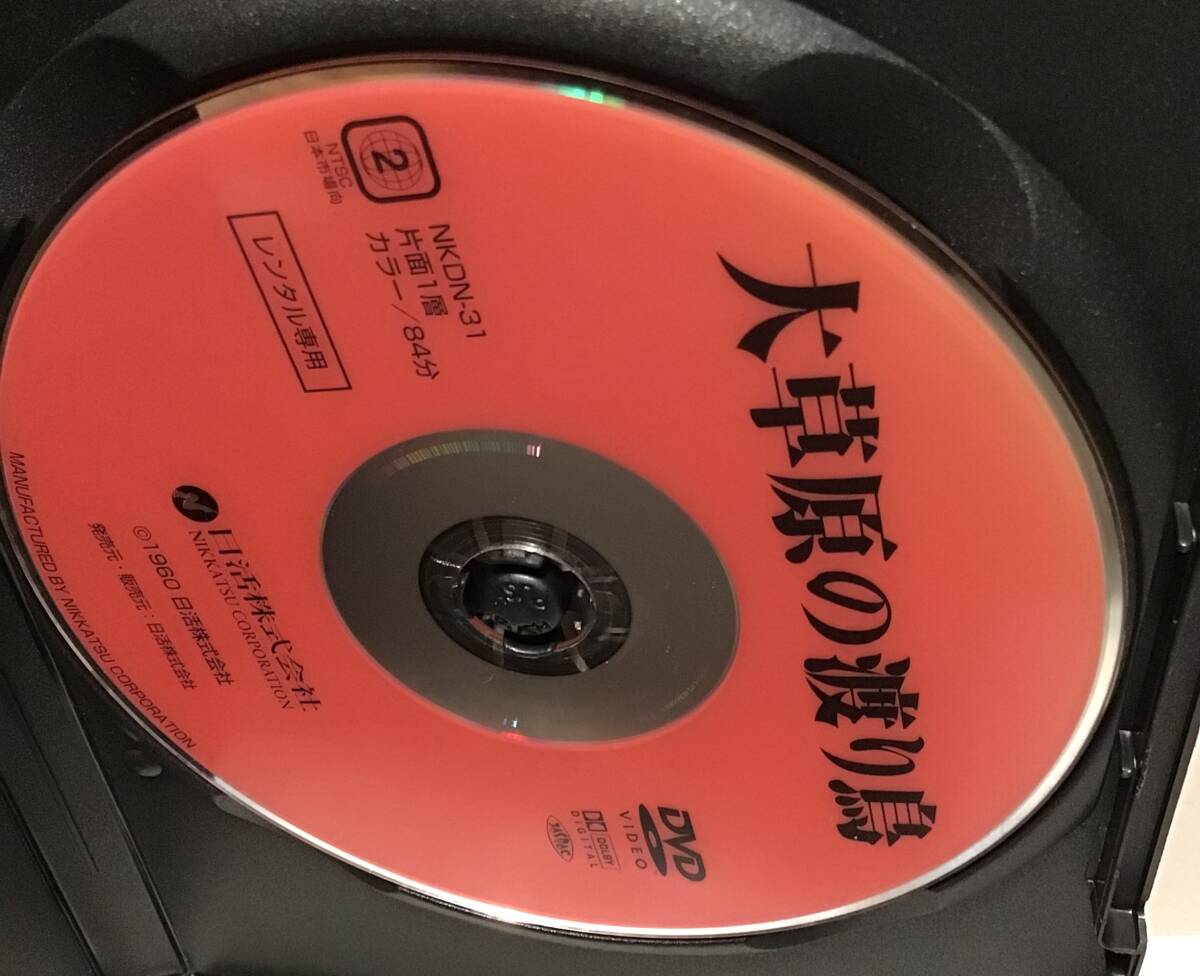 大草原の渡り鳥
2
NTSC
日本市場向
NKDN-31
片面1層
カラー/84分
レンタル専用
DVD
VIDEO
DOLBY
DIGITAL
JASRAC
N
日活株式会社
NIKKATSU CORPORATION
©1960 日活株式会社
発売元・販売元:日活株式会社
MANUFACTURED BY NIKKATSU CORPORATION